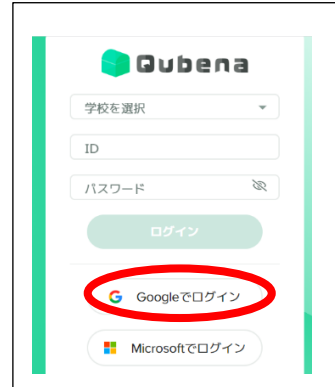 Qubena
学校を選択
ID
パスワード
ログイン
Googleでログイン
Microsoftでログイン